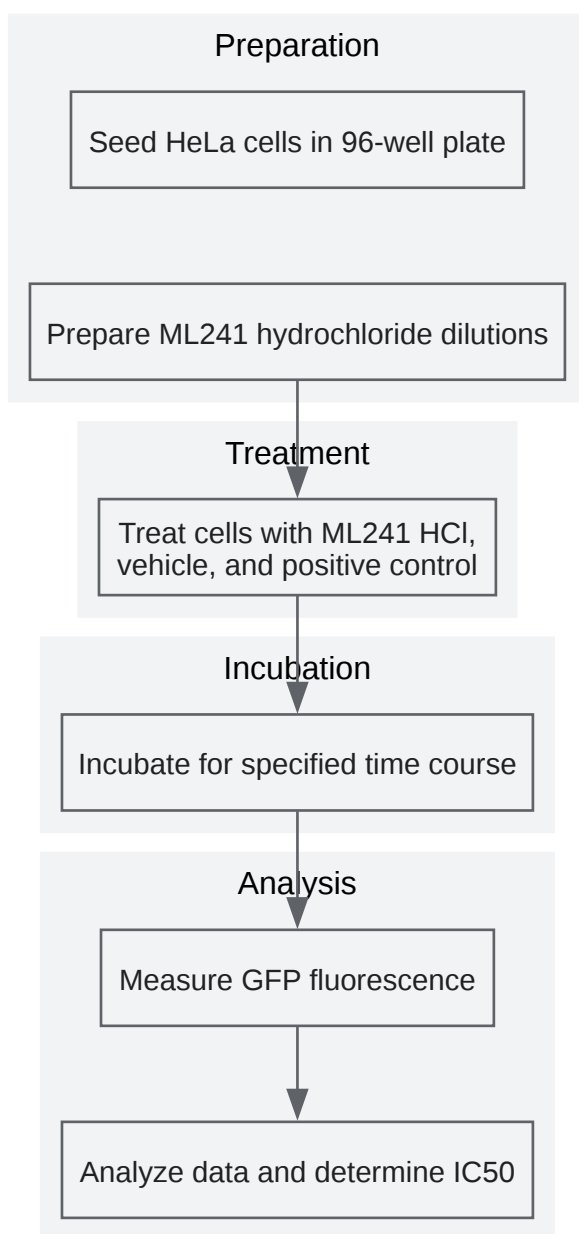 Preparation
Seed HeLa cells in 96-well plate
Prepare ML241 hydrochloride dilutions
Treatment
Treat cells with ML241 HCl,
vehicle, and positive control
Incubation
Incubate for specified time course
Analysis
Measure GFP fluorescence
Analyze data and determine IC50